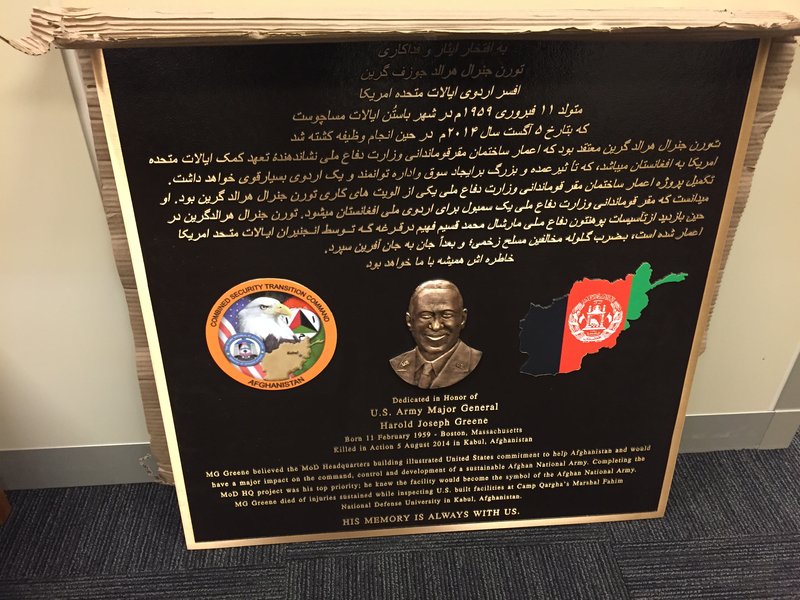 به افتخار ایثار و فداکاری
تورن جنرال هرالد جوزف گرین
افسر اردوی ایالات متحده امریکا
متولد ۱۱ فبروری ۱۹۵۹م در شهر باستُن ایالات مساچوست
که بتاریخ ۵ آگست سال ۲۰۱۴م در حین انجام وظیفه کشته شد
تورن جنرال هرالد گرین معتقد بود که اعمار ساختمان مقرقوماندانی وزارت دفاع ملی نشاندهندهٔ تعهد کمک ایالات متحده
امریکا به افغانستان میباشد، که تأ ثیرعمده و بزرگ برایجاد سوق واداره توانمند و یک اردوی بسیارقوی خواهد داشت.
تکمیل پروژه اعمار ساختمان مقر قوماندانی وزارت دفاع ملی یکی از الویت های کاری تورن جنرال هرالد گرین بود. او
میدانست که مقر قوماندانی وزارت دفاع ملی یک سمبول برای اردوی ملی افغانستان میشود. تورن جنرال هرالدگرین در
حین بازدید ازتأسیسات پوهنتون دفاع ملی مارشال محمد قسیم فهیم درقرغه که توسط انجنیران ایالات متحد امریکا
اعمار شده است، بضرب گلوله مخالفین مسلح زخمی؛ و بعداً جان به جان آفرین سپرد.
خاطره اش همیشه با ما خواهد بود
COMBINED SECURITY TRANSITION COMMAND
Kabul
AFGHANISTAN
Dedicated in Honor of
U.S. Army Major General
Harold Joseph Greene
Born 11 February 1959 - Boston, Massachusetts
Killed in Action 5 August 2014 in Kabul, Afghanistan
MG Greene believed the MoD Headquarters building illustrated United States commitment to help Afghanistan and would
have a major impact on the command, control and development of a sustainable Afghan National Army. Completing the
MoD HQ project was his top priority; he knew the facility would become the symbol of the Afghan National Army.
MG Greene died of injuries sustained while inspecting U.S. built facilities at Camp Qargha's Marshal Fahim
National Defense University in Kabul, Afghanistan.
HIS MEMORY IS ALWAYS WITH US.